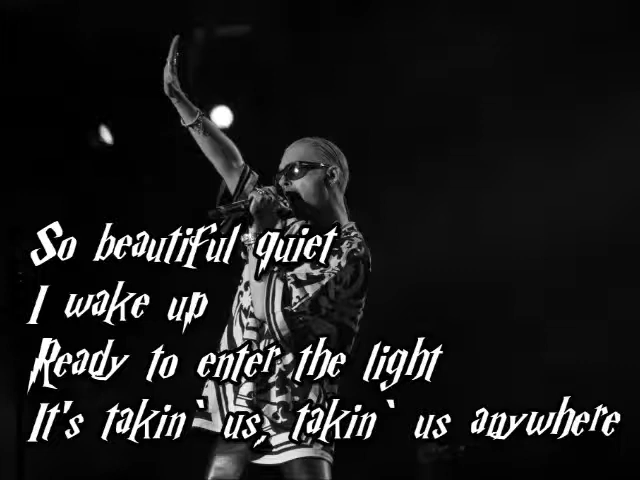 So beautiful quiet
I wake up
Ready to enter the light
It's takin` us, takin` us anywhere